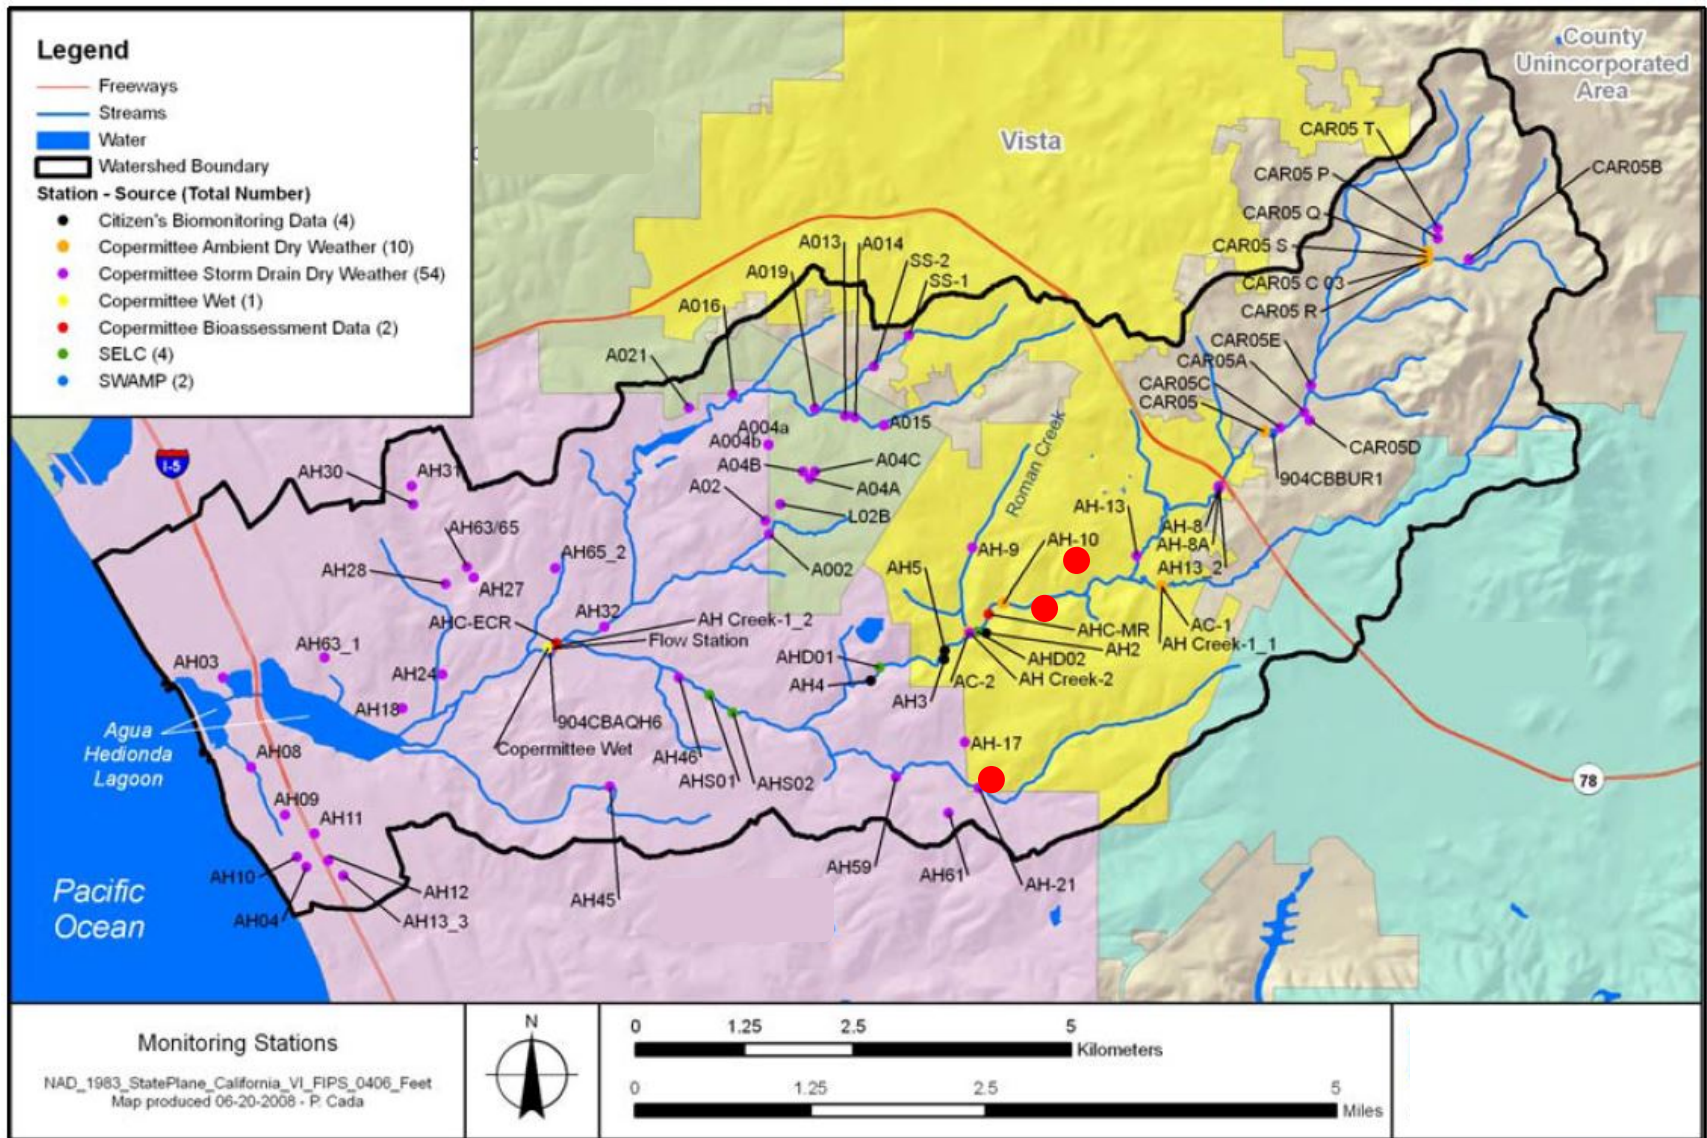 Legend
Freeways
Streams
Water
Watershed Boundary
Station - Source (Total Number)
Citizen's Biomonitoring Data (4)
Copermittee Ambient Dry Weather (10)
Copermittee Storm Drain Dry Weather (54)
Copermittee Wet (1)
Copermittee Bioassessment Data (2)
SELC (4)
SWAMP (2)
County
Unincorporated
Area
Vista
CAR05 T
CAR05 P
CAR05B
CAR05 Q
CAR05 S
CAR05 C 03
CAR05 R
CAR05E
CAR05A
CAR05C
CAR05
CAR05D
904CBBUR1
A013
A014
SS-2
SS-1
A019
A016
A021
A015
A004a
A004b
A04B
A04C
A04A
A02
L02B
A002
Roman Creek
AH-13
AH-8
AH-8A
AH13_2
AH-9
AH-10
AH5
I-5
AH30
AH31
AH63/65
AH65_2
AH28
AH27
AH32
AHC-ECR
AH Creek-1_2
Flow Station
AHC-MR
AC-1
AH Creek-1_1
AH2
AHD02
AH Creek-2
AC-2
AHD01
AH4
AH3
AH63_1
AH03
AH24
AH18
904CBAQH6
Copermittee Wet
Agua
Hedionda
Lagoon
AH08
AH46
AHS01
AHS02
AH-17
78
AH09
AH11
AH10
AH04
AH12
AH13_3
AH45
AH59
AH61
AH-21
Pacific
Ocean
Monitoring Stations
NAD_1983_StatePlane_California_VI_FIPS_0406_Feet
Map produced 06-20-2008 - P. Cada
N
0 1.25 2.5 5
Kilometers
0 1.25 2.5 5
Miles